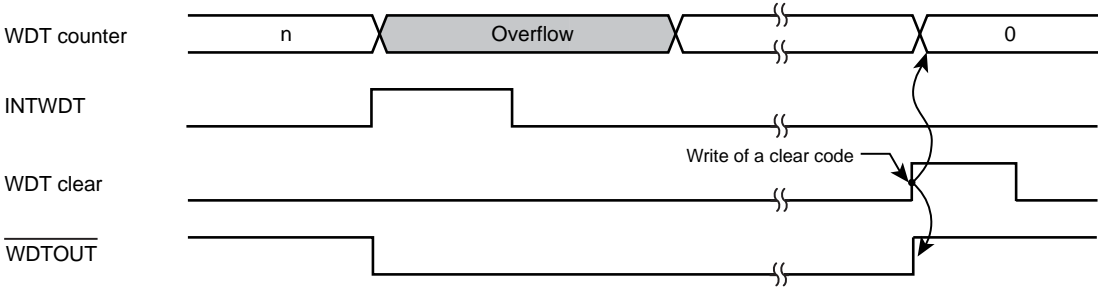 WDT counter n Overflow 0
INTWDT
Write of a clear code
WDT clear
WDTOUT